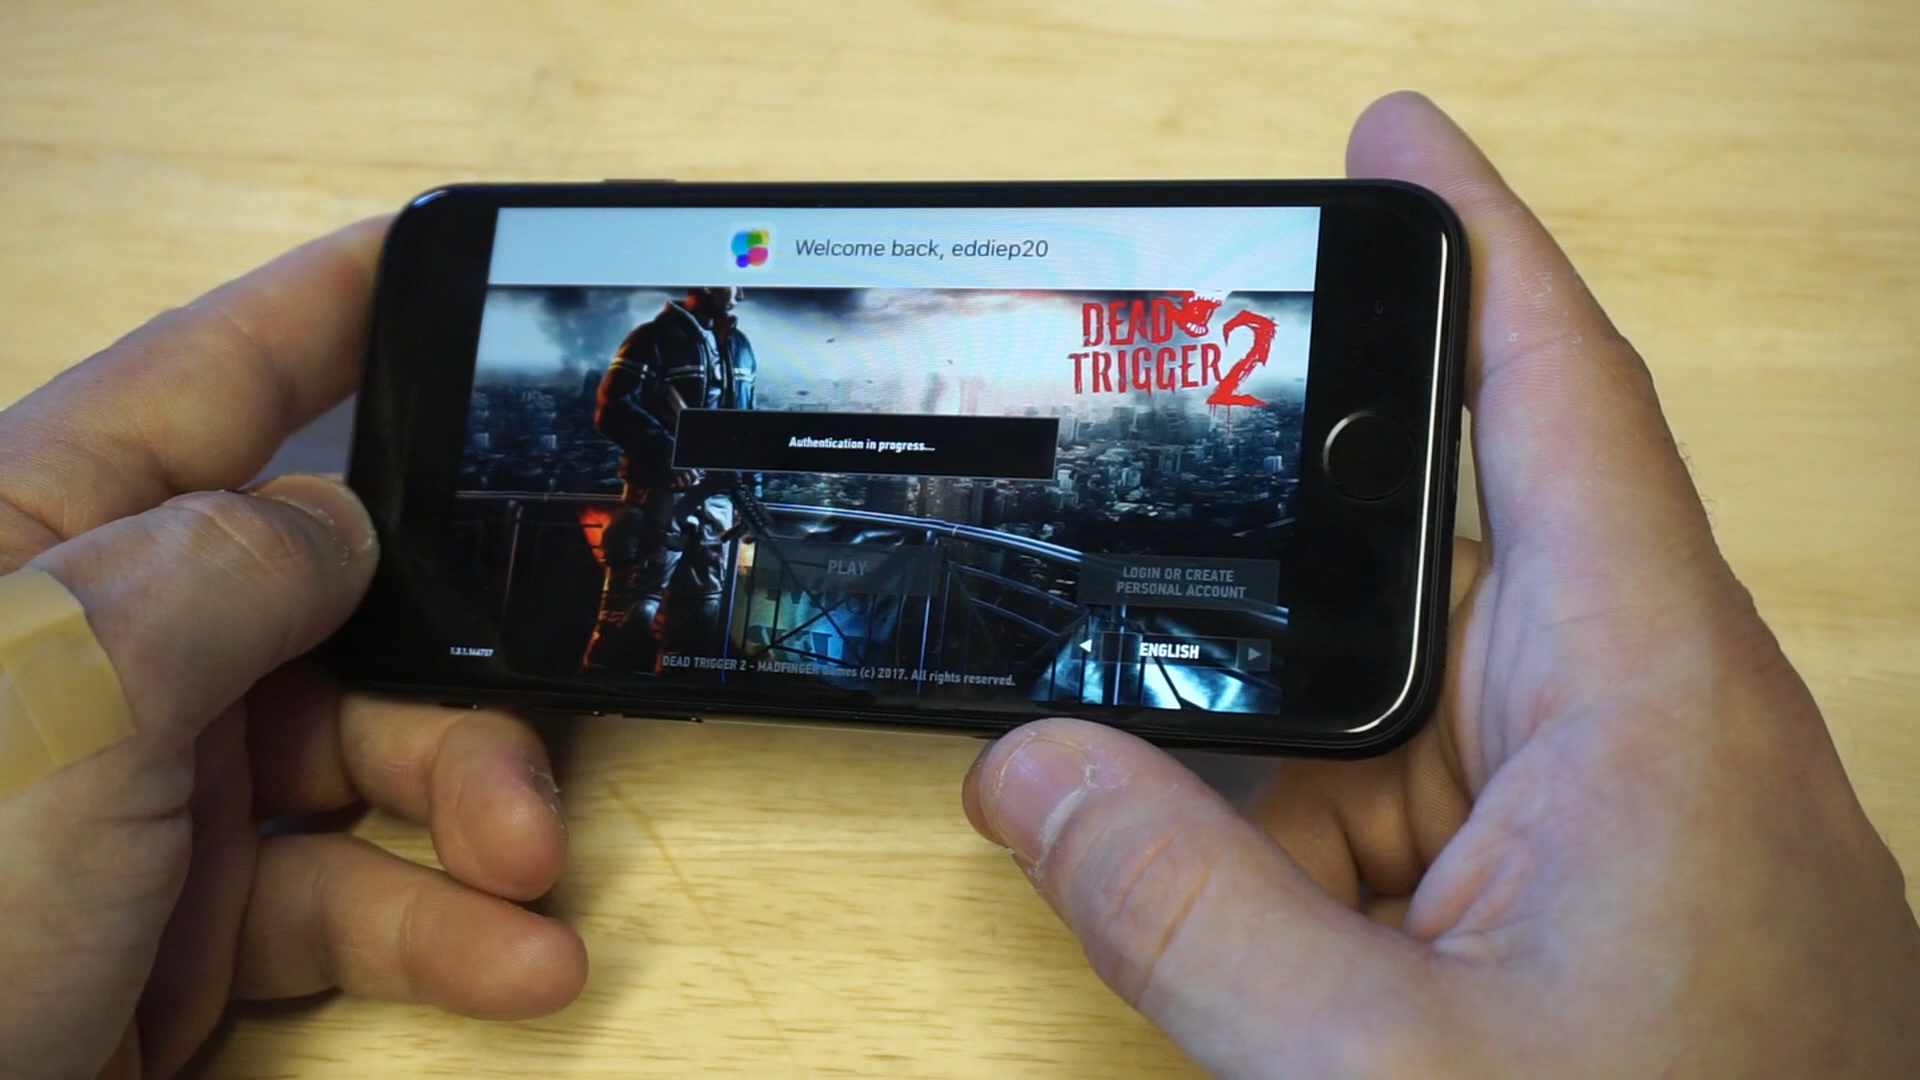 Welcome back, eddiep20
DEAD
TRIGGER 2
Authentication in progress...
PLAY
LOGIN OR CREATE
PERSONAL ACCOUNT
ENGLISH
DEAD TRIGGER 2 - MADFINGER Games (c) 2017. All rights reserved.